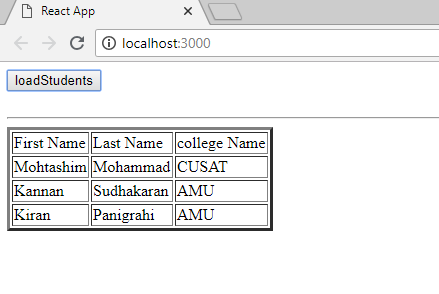 React App
localhost:3000
loadStudents
First Name Last Name college Name
Mohtashim Mohammad CUSAT
Kannan Sudhakaran AMU
Kiran Panigrahi AMU